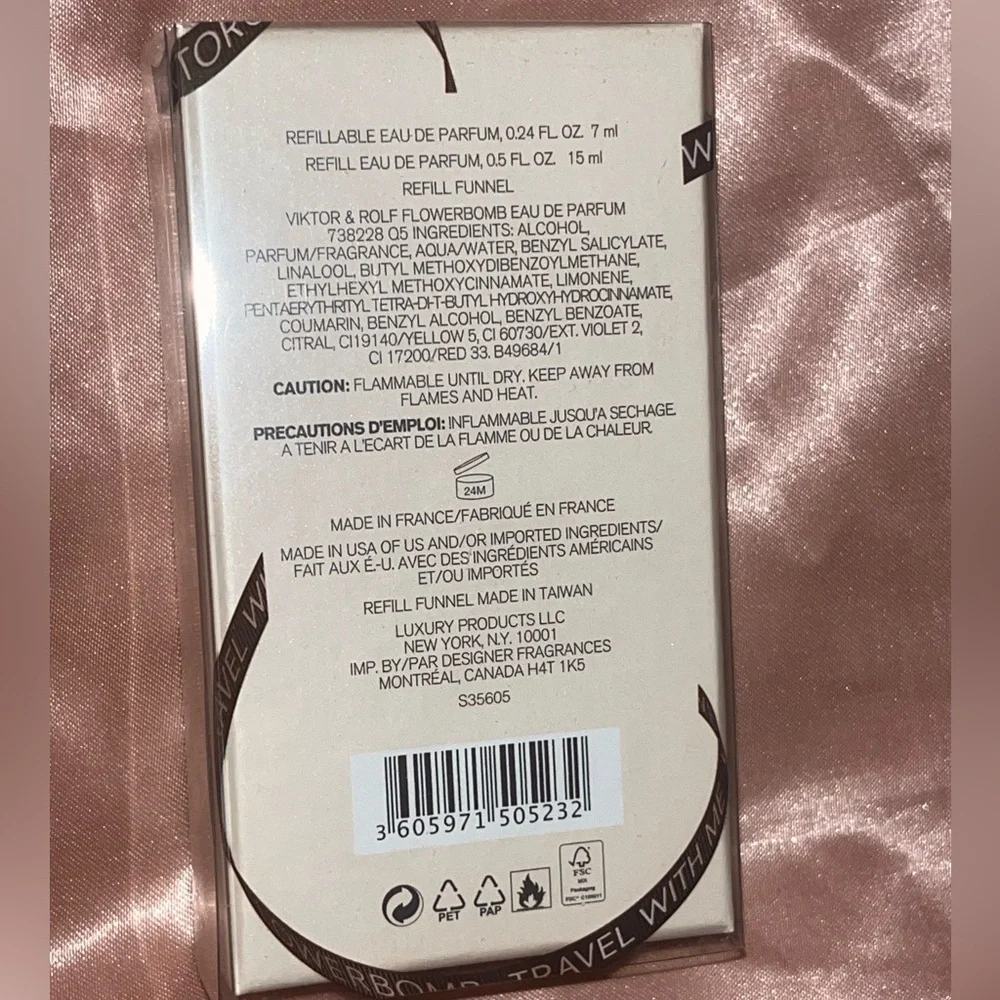 TOR
W
REFILLABLE EAU DE PARFUM, 0.24 FL. OZ. 7 ml
REFILL EAU DE PARFUM, 0.5 FL. OZ. 15 ml
REFILL FUNNEL
VIKTOR & ROLF FLOWERBOMB EAU DE PARFUM
738228 05 INGREDIENTS: ALCOHOL,
PARFUM/FRAGRANCE, AQUA/WATER, BENZYL SALICYLATE,
LINALOOL, BUTYL METHOXYDIBENZOYLMETHANE,
ETHYLHEXYL METHOXYCINNAMATE, LIMONENE,
PENTAERYTHRITYL TETRA-DI-T-BUTYL HYDROXYHYDROCINNAMATE,
COUMARIN, BENZYL ALCOHOL, BENZYL BENZOATE,
CITRAL, CI19140/YELLOW 5, CI 60730/EXT. VIOLET 2,
CI 17200/RED 33. B49684/1
CAUTION: FLAMMABLE UNTIL DRY. KEEP AWAY FROM
FLAMES AND HEAT.
PRECAUTIONS D'EMPLOI: INFLAMMABLE JUSQU'A SECHAGE.
A TENIR A L'ECART DE LA FLAMME OU DE LA CHALEUR.
24M
MADE IN FRANCE/FABRIQUÉ EN FRANCE
MADE IN USA OF US AND/OR IMPORTED INGREDIENTS/
FAIT AUX É-U. AVEC DES INGRÉDIENTS AMÉRICAINS
ET/OU IMPORTÉS
REFILL FUNNEL MADE IN TAIWAN
LUXURY PRODUCTS LLC
NEW YORK, N.Y. 10001
IMP. BY/PAR DESIGNER FRAGRANCES
MONTRÉAL, CANADA H4T 1K5
S35605
3 605971 505232
PET
PAP
FSC
MIX
Packaging
AVEL W
OWERBOMB TRAVEL WITH ME